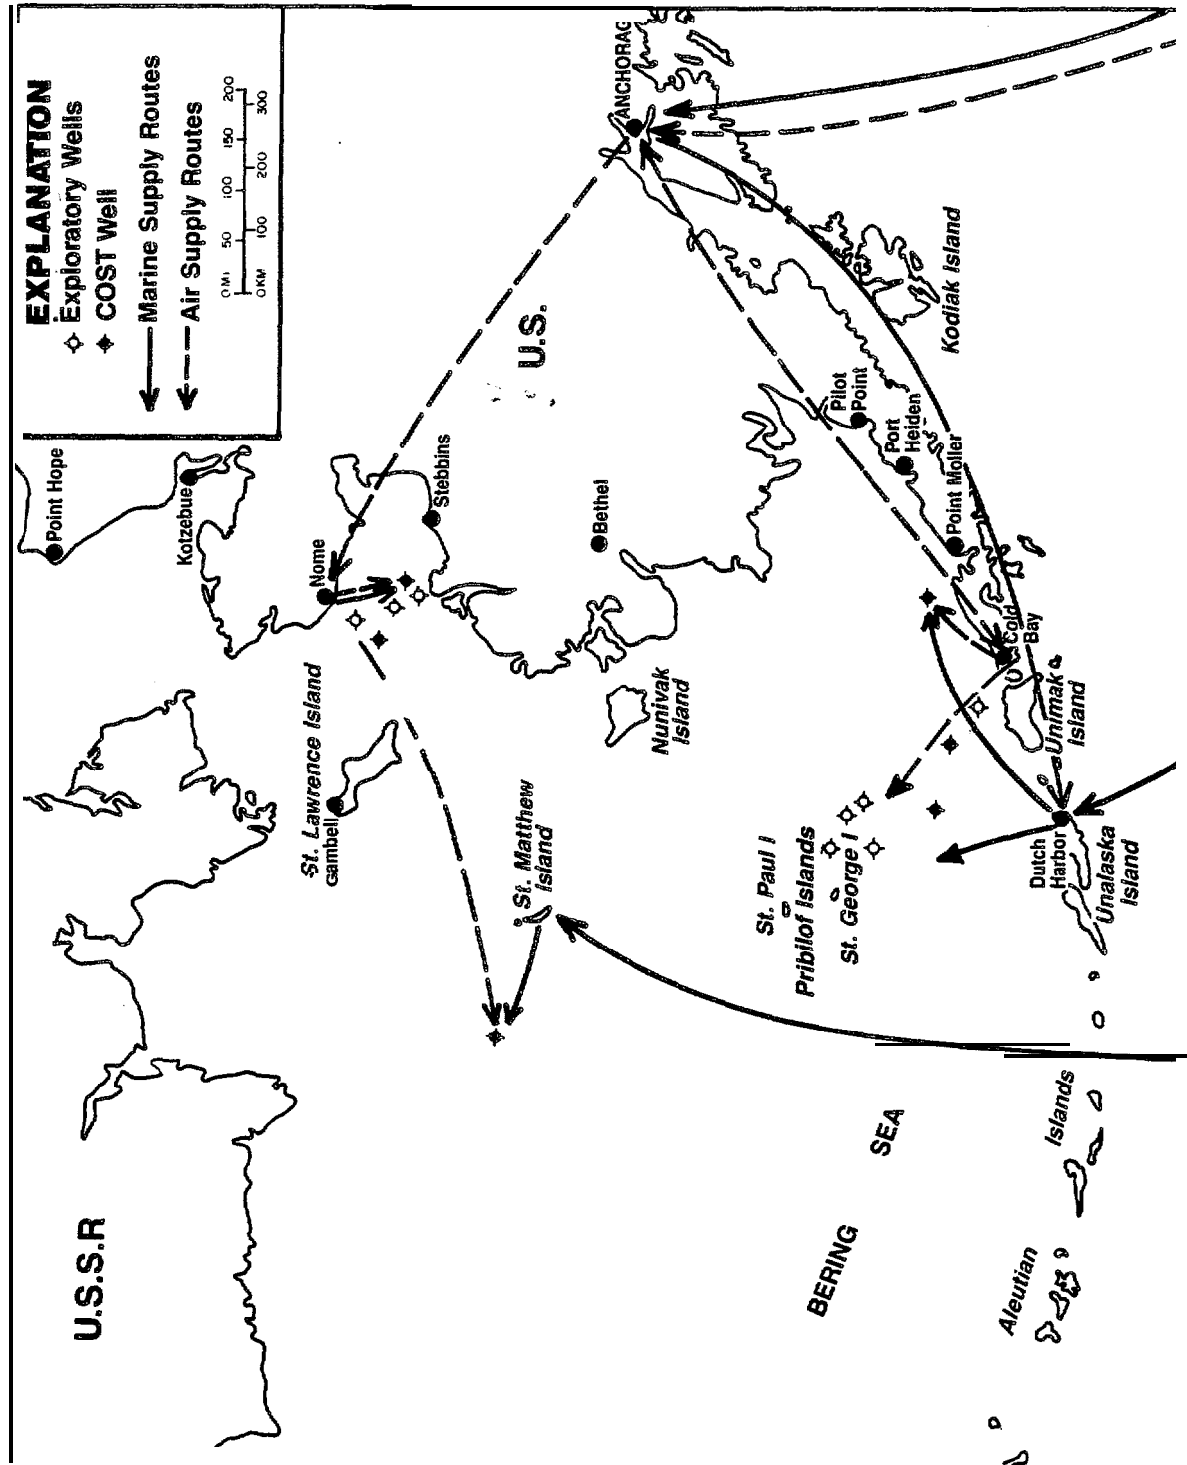 EXPLANATION
Exploratory Wells
COST Well
Marine Supply Routes
Air Supply Routes
0 MI 50 100 150 200
0 KM 100 200 300
Point Hope
Kotzebue
Nome
Stebbins
Bethel
U.S.
ANCHORAG
Kodiak Island
Pilot
Point
Port
Heiden
Point Moller
Cold
Bay
Unimak
Island
Dutch
Harbor
Unalaska
Island
St. Lawrence Island
Gambell
Nunivak
Island
St. Matthew
Island
St. Paul I
Pribilof Islands
St. George I
U.S.S.R
BERING
SEA
Aleutian
Islands